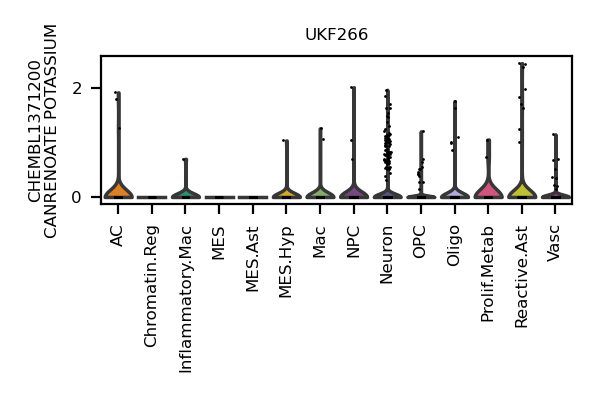 UKF266
CHEMBL1371200
CANRENOATE POTASSIUM
2
0
AC
Chromatin.Reg
Inflammatory.Mac
MES
MES.Ast
MES.Hyp
Mac
NPC
Neuron
OPC
Oligo
Prolif.Metab
Reactive.Ast
Vasc